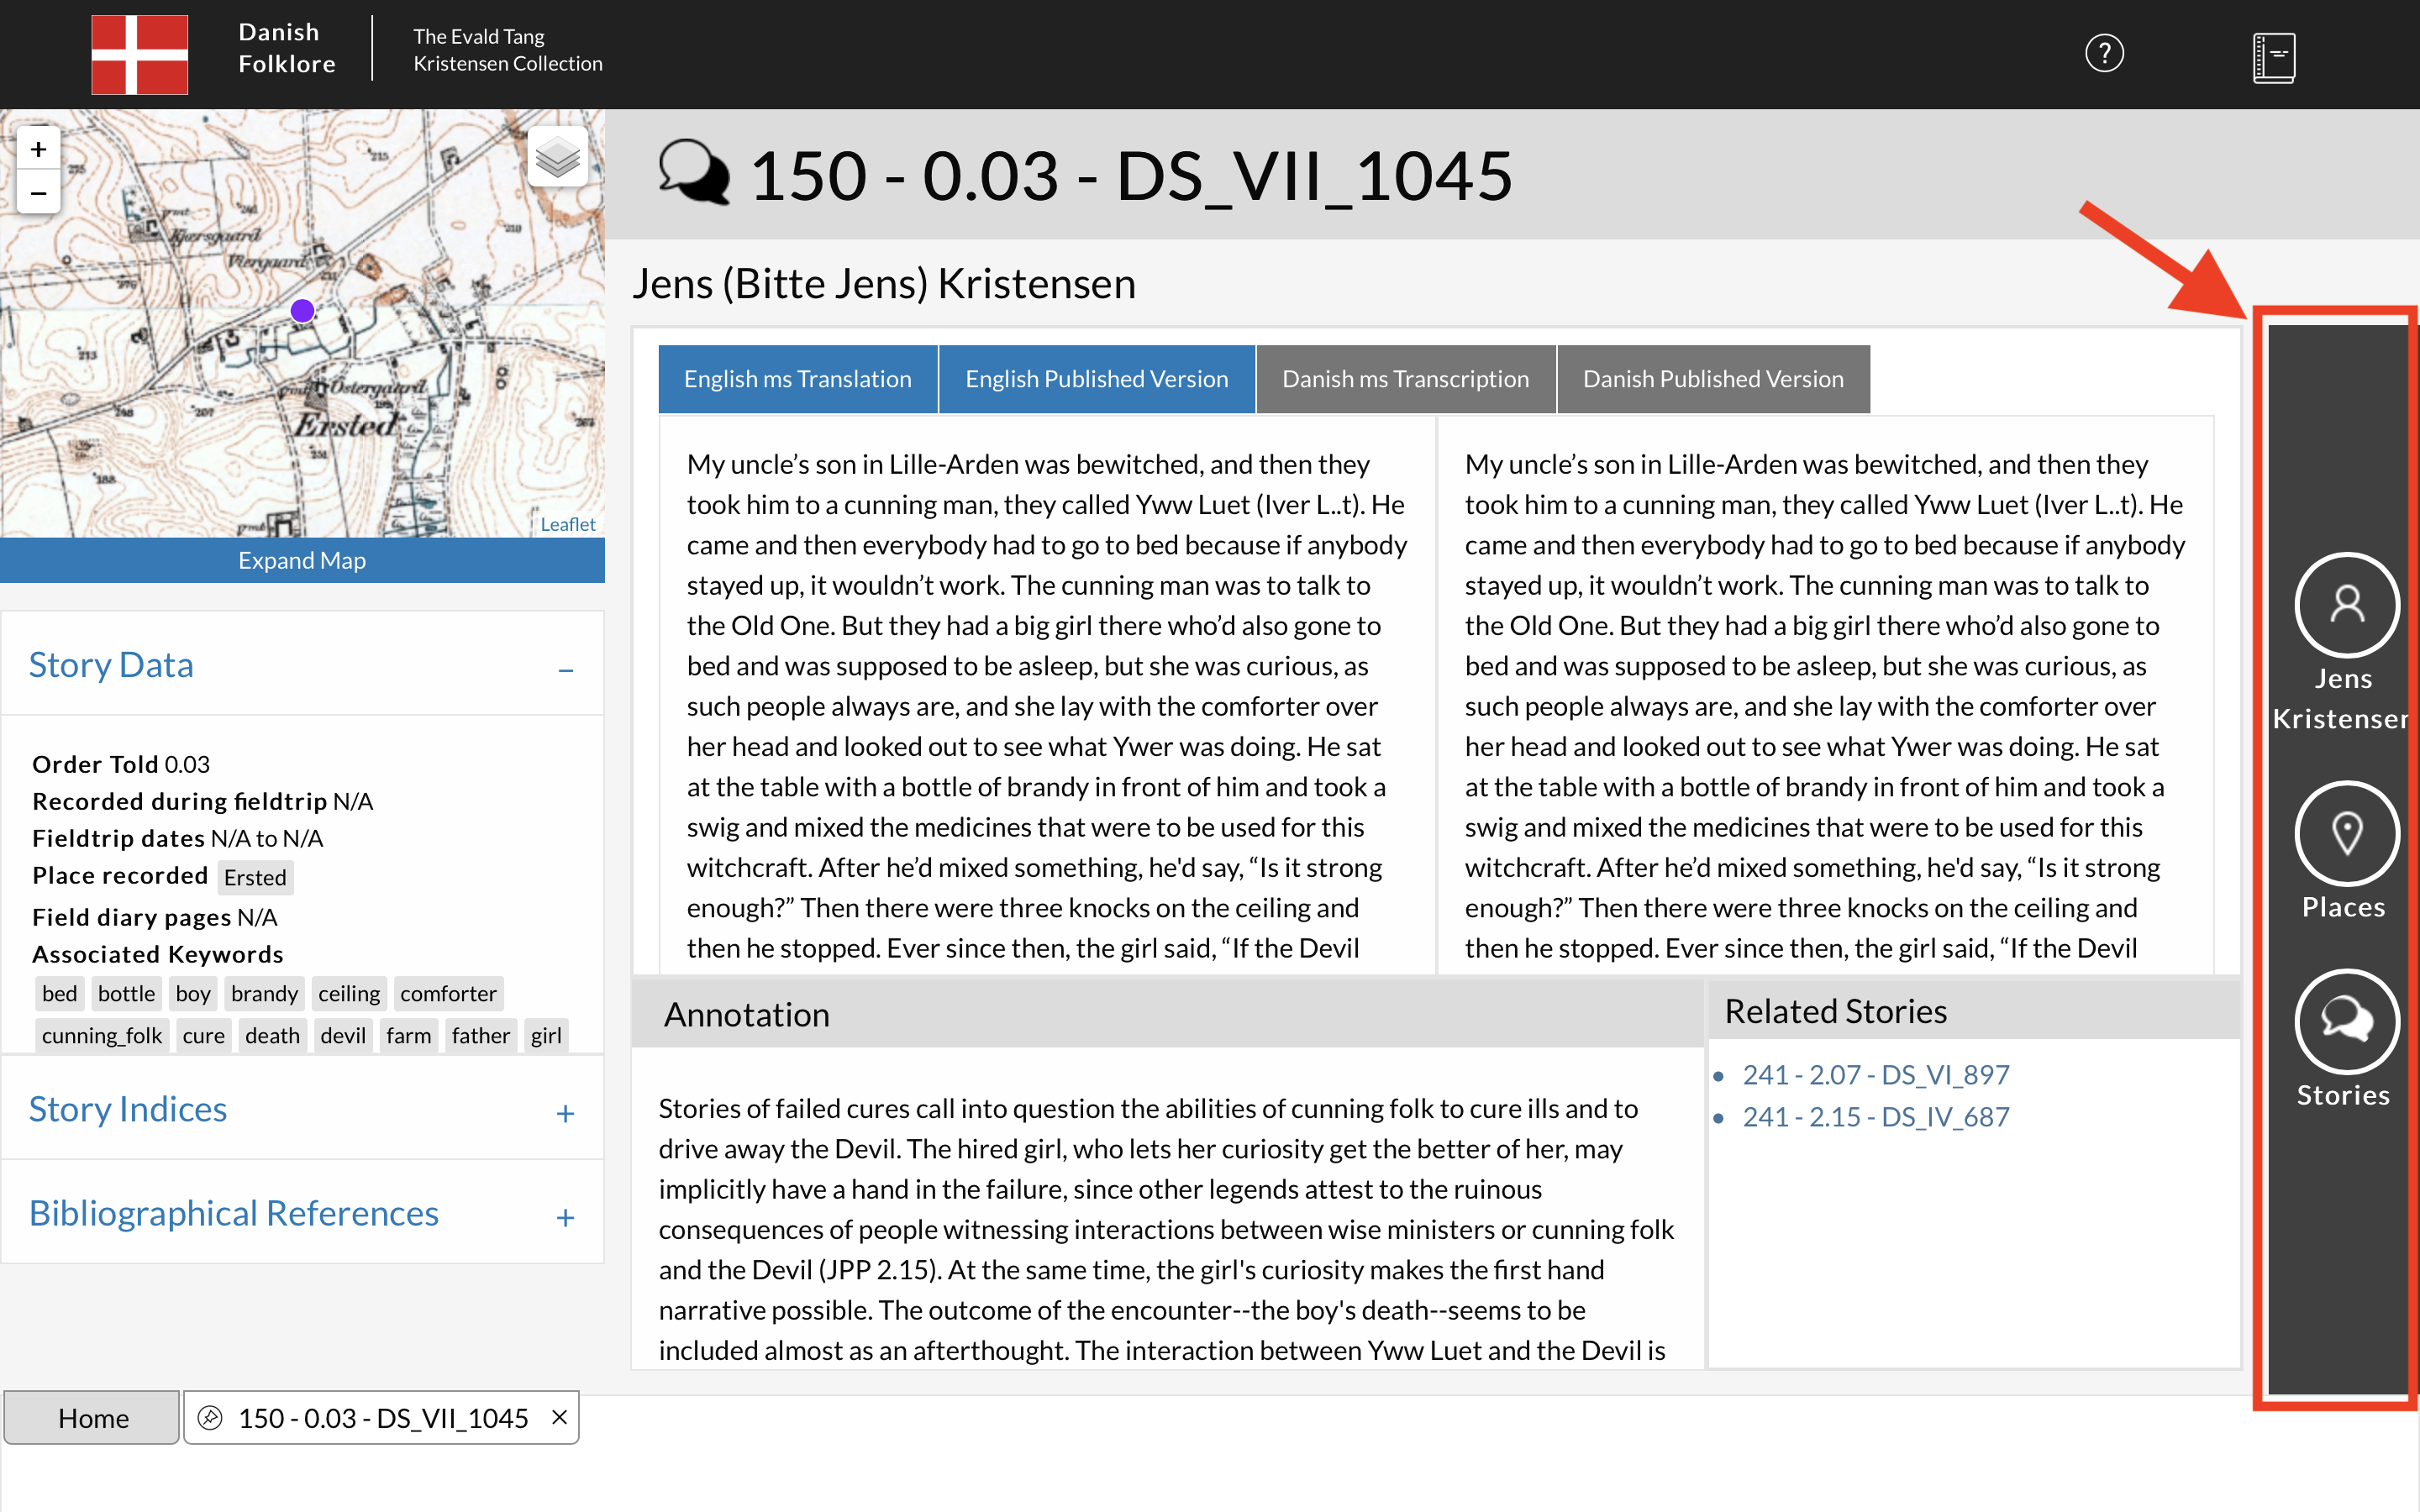 Danish
Folklore
The Evald Tang
Kristensen Collection
?
+
−
Kjærsgaard
Viergaard
Østergaard
Ersted
Leaflet
Expand Map
Story Data
–
Order Told 0.03
Recorded during fieldtrip N/A
Fieldtrip dates N/A to N/A
Place recorded Ersted
Field diary pages N/A
Associated Keywords
bed bottle boy brandy ceiling comforter
cunning_folk cure death devil farm father girl
Story Indices +
Bibliographical References +
150 - 0.03 - DS_VII_1045
Jens (Bitte Jens) Kristensen
English ms Translation English Published Version Danish ms Transcription Danish Published Version
My uncle’s son in Lille-Arden was bewitched, and then they
took him to a cunning man, they called Yww Luet (Iver L..t). He
came and then everybody had to go to bed because if anybody
stayed up, it wouldn’t work. The cunning man was to talk to
the Old One. But they had a big girl there who’d also gone to
bed and was supposed to be asleep, but she was curious, as
such people always are, and she lay with the comforter over
her head and looked out to see what Ywer was doing. He sat
at the table with a bottle of brandy in front of him and took a
swig and mixed the medicines that were to be used for this
witchcraft. After he’d mixed something, he'd say, “Is it strong
enough?” Then there were three knocks on the ceiling and
then he stopped. Ever since then, the girl said, “If the Devil
My uncle’s son in Lille-Arden was bewitched, and then they
took him to a cunning man, they called Yww Luet (Iver L..t). He
came and then everybody had to go to bed because if anybody
stayed up, it wouldn’t work. The cunning man was to talk to
the Old One. But they had a big girl there who’d also gone to
bed and was supposed to be asleep, but she was curious, as
such people always are, and she lay with the comforter over
her head and looked out to see what Ywer was doing. He sat
at the table with a bottle of brandy in front of him and took a
swig and mixed the medicines that were to be used for this
witchcraft. After he’d mixed something, he'd say, “Is it strong
enough?” Then there were three knocks on the ceiling and
then he stopped. Ever since then, the girl said, “If the Devil
Annotation
Stories of failed cures call into question the abilities of cunning folk to cure ills and to
drive away the Devil. The hired girl, who lets her curiosity get the better of her, may
implicitly have a hand in the failure, since other legends attest to the ruinous
consequences of people witnessing interactions between wise ministers or cunning folk
and the Devil (JPP 2.15). At the same time, the girl's curiosity makes the first hand
narrative possible. The outcome of the encounter--the boy's death--seems to be
included almost as an afterthought. The interaction between Yww Luet and the Devil is
Related Stories
• 241 - 2.07 - DS_VI_897
• 241 - 2.15 - DS_IV_687
Jens
Kristensen
Places
Stories
Home
150 - 0.03 - DS_VII_1045 ×